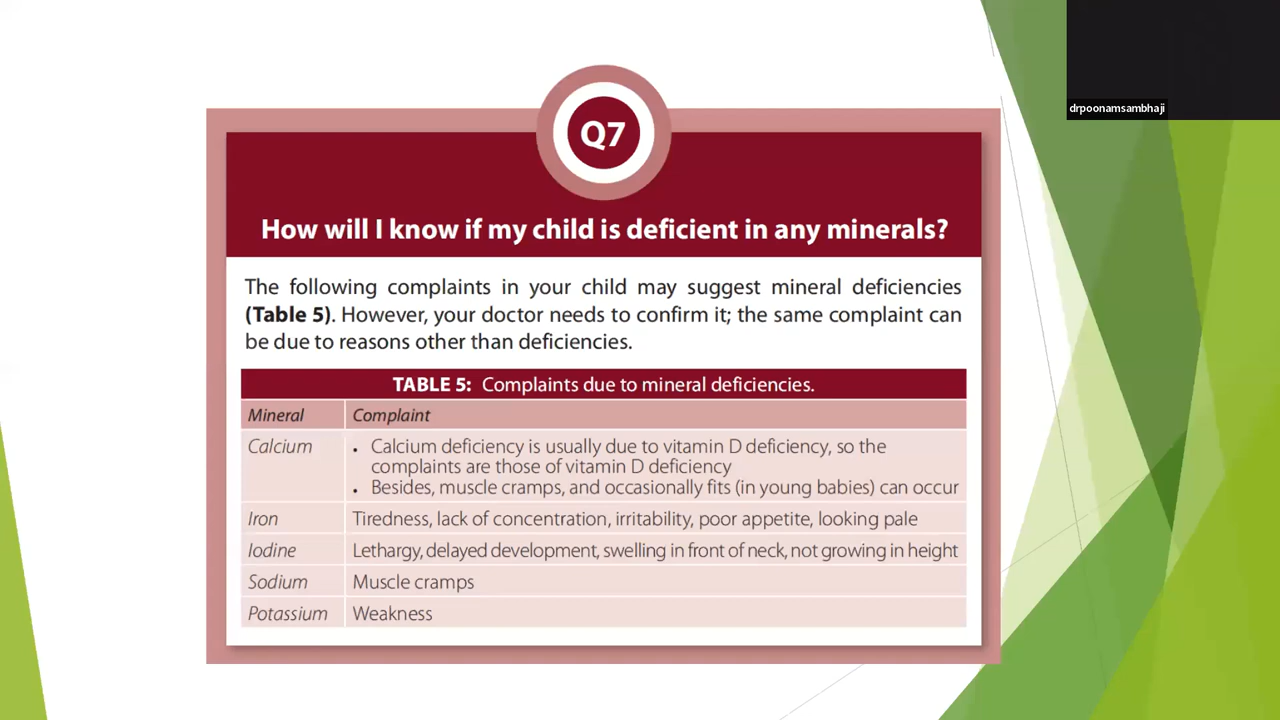 drpoonamsambhaji
Q7
How will I know if my child is deficient in any minerals?
The following complaints in your child may suggest mineral deficiencies
(Table 5). However, your doctor needs to confirm it; the same complaint can
be due to reasons other than deficiencies.
TABLE 5: Complaints due to mineral deficiencies.
Mineral Complaint
Calcium • Calcium deficiency is usually due to vitamin D deficiency, so the
complaints are those of vitamin D deficiency
• Besides, muscle cramps, and occasionally fits (in young babies) can occur
Iron Tiredness, lack of concentration, irritability, poor appetite, looking pale
Iodine Lethargy, delayed development, swelling in front of neck, not growing in height
Sodium Muscle cramps
Potassium Weakness